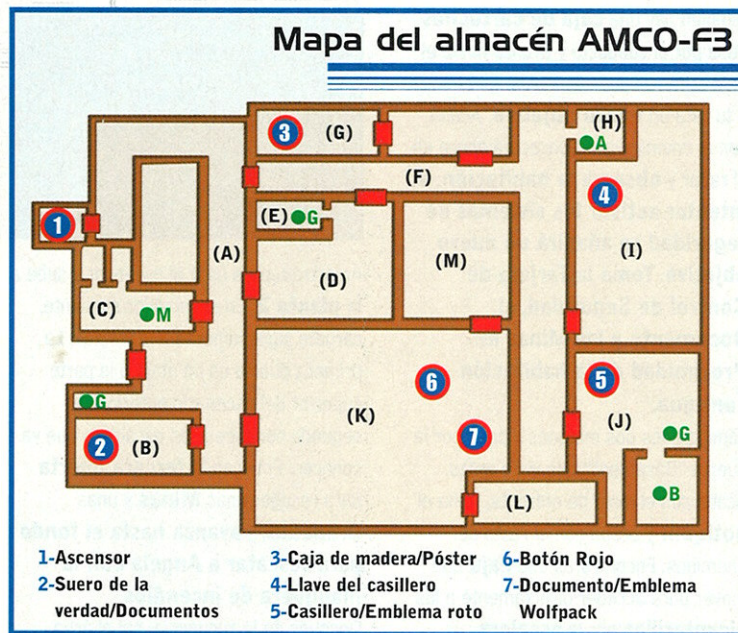 Mapa del almacén AMCO-F3
3 (G)
(H)
A
(F)
4
1
(E) G
(A)
(I)
(M)
(D)
(C)
M
5
6
(K)
G
7
(J)
G
2 (B)
B
(L)
1-Ascensor
2-Suero de la
verdad/Documentos
3-Caja de madera/Póster
4-Llave del casillero
5-Casillero/Emblema roto
6-Botón Rojo
7-Documento/Emblema
Wolfpack